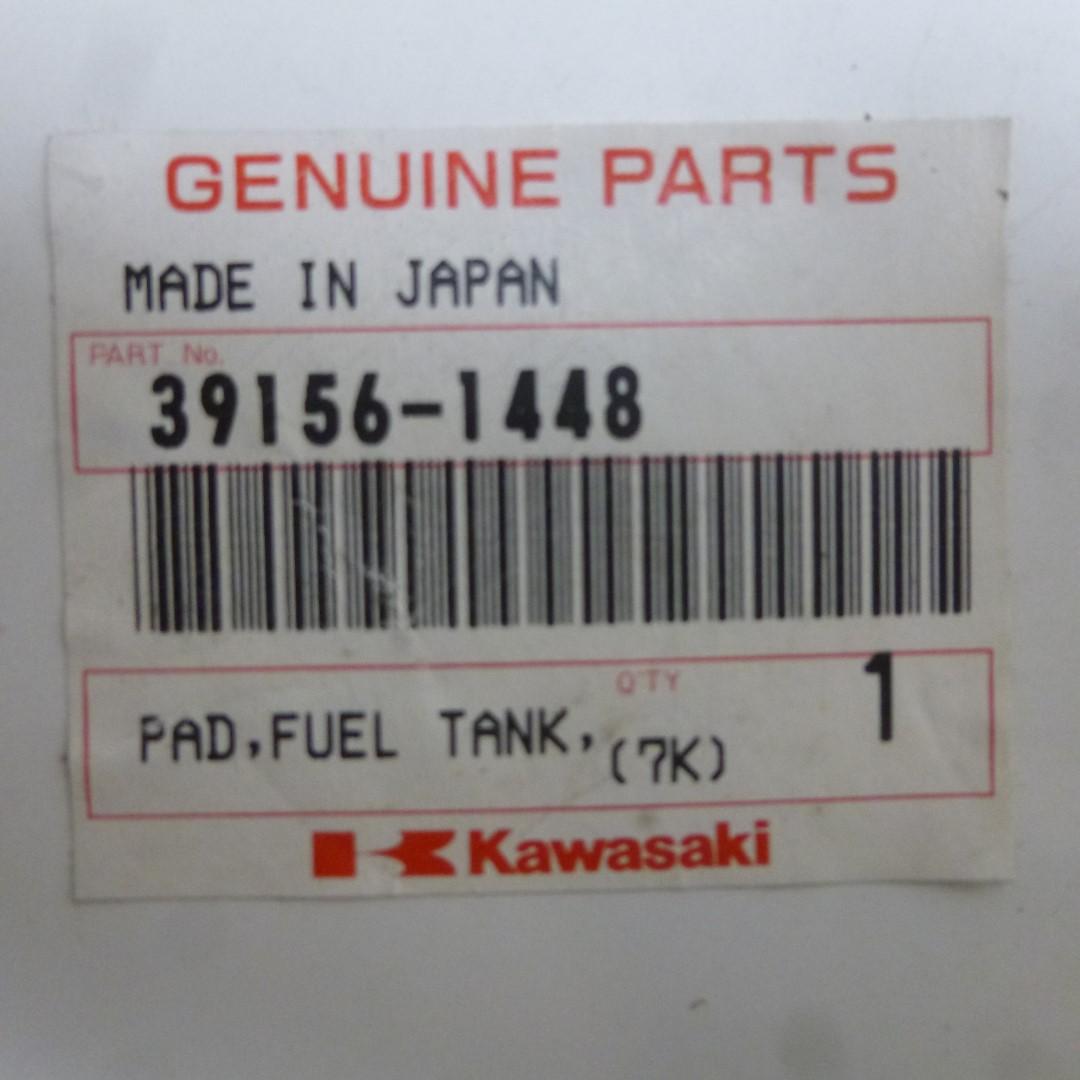 GENUINE PARTS
MADE IN JAPAN
PART No.
39156-1448
Q'TY 1
PAD,FUEL TANK,(7K)
Kawasaki